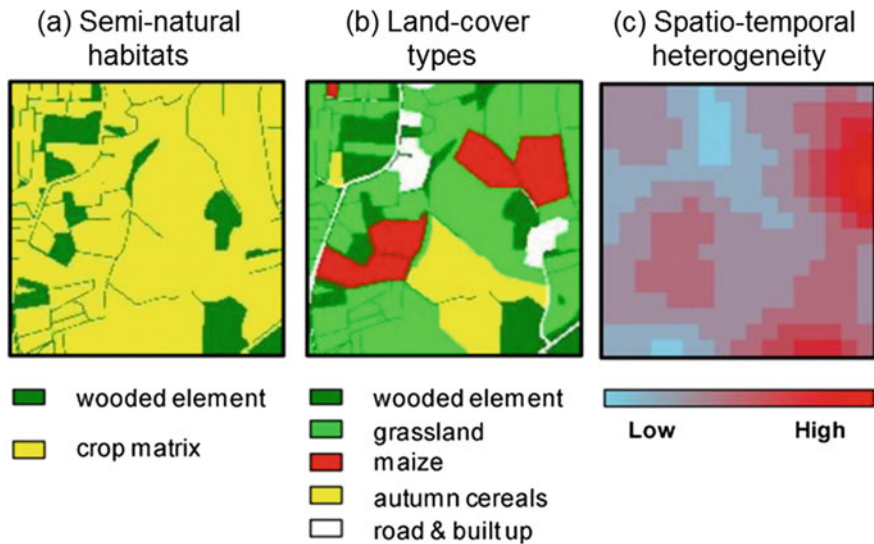 (a) Semi-natural
habitats
(b) Land-cover
types
(c) Spatio-temporal
heterogeneity
wooded element
crop matrix
wooded element
grassland
maize
autumn cereals
road & built up
Low High